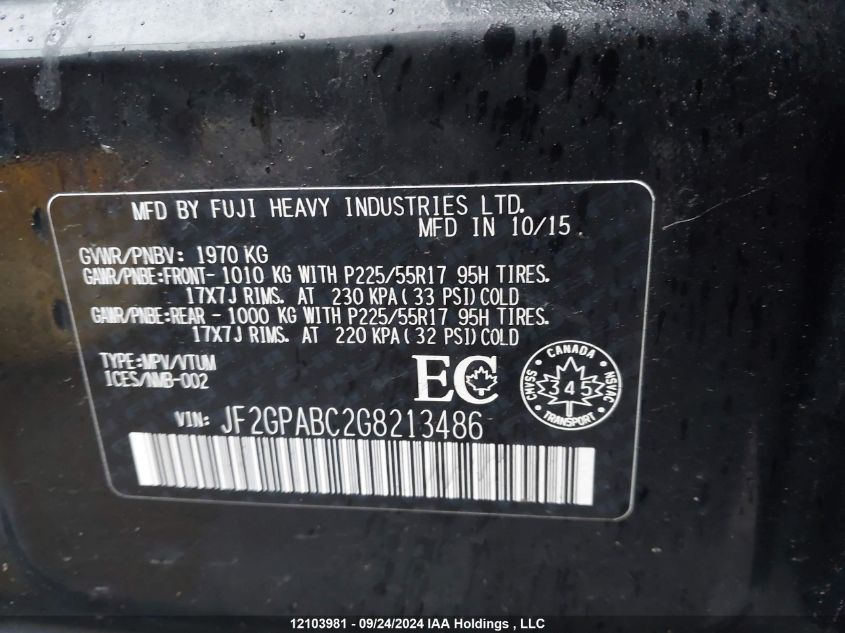 MFD BY FUJI HEAVY INDUSTRIES LTD.
MFD IN 10/15
GVWR/PNBV: 1970 KG
GAWR/PNBE:FRONT- 1010 KG WITH P225/55R17 95H TIRES.
17X7J RIMS. AT 230 KPA( 33 PSI)COLD
GAWR/PNBE:REAR - 1000 KG WITH P225/55R17 95H TIRES.
17X7J RIMS. AT 220 KPA( 32 PSI)COLD
TYPE:MPV/VTUM
ICES/NMB-002
EC
CANADA
CMVSS
345
NSVAC
TRANSPORT
VIN: JF2GPABC2G8213486
12103981 - 09/24/2024 IAA Holdings , LLC